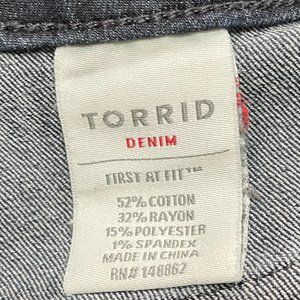 TORRID
DENIM
FIRST AT FIT™
52% COTTON
32% RAYON
15% POLYESTER
1% SPANDEX
MADE IN CHINA
RN# 148862